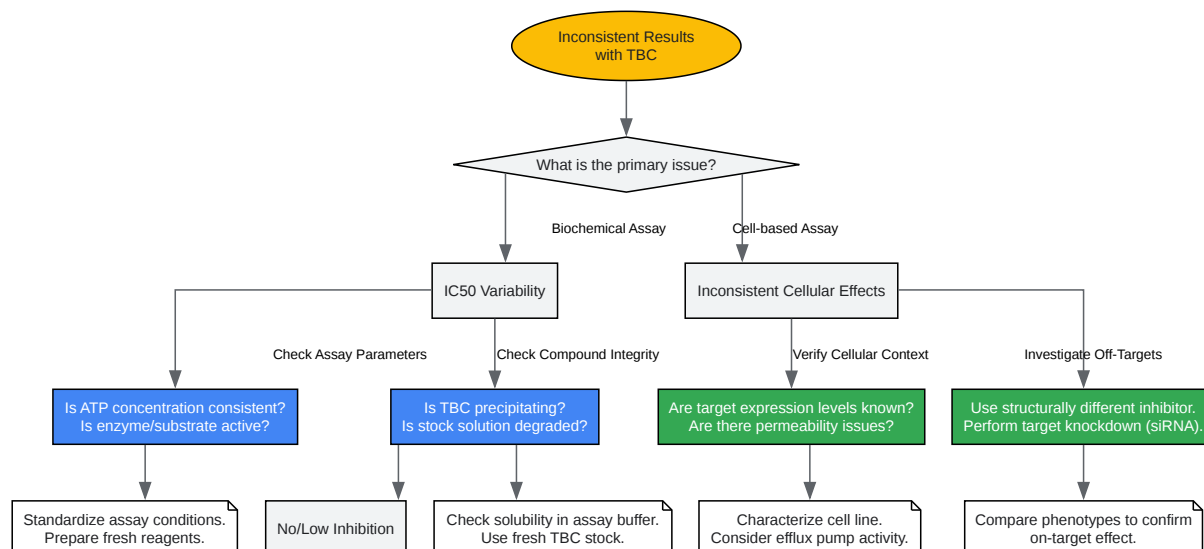 Inconsistent Results
with TBC
What is the primary issue?
Biochemical Assay
Cell-based Assay
IC50 Variability
Inconsistent Cellular Effects
Check Assay Parameters
Check Compound Integrity
Verify Cellular Context
Investigate Off-Targets
Is ATP concentration consistent?
Is enzyme/substrate active?
Is TBC precipitating?
Is stock solution degraded?
Are target expression levels known?
Are there permeability issues?
Use structurally different inhibitor.
Perform target knockdown (siRNA).
Standardize assay conditions.
Prepare fresh reagents.
No/Low Inhibition
Check solubility in assay buffer.
Use fresh TBC stock.
Characterize cell line.
Consider efflux pump activity.
Compare phenotypes to confirm
on-target effect.